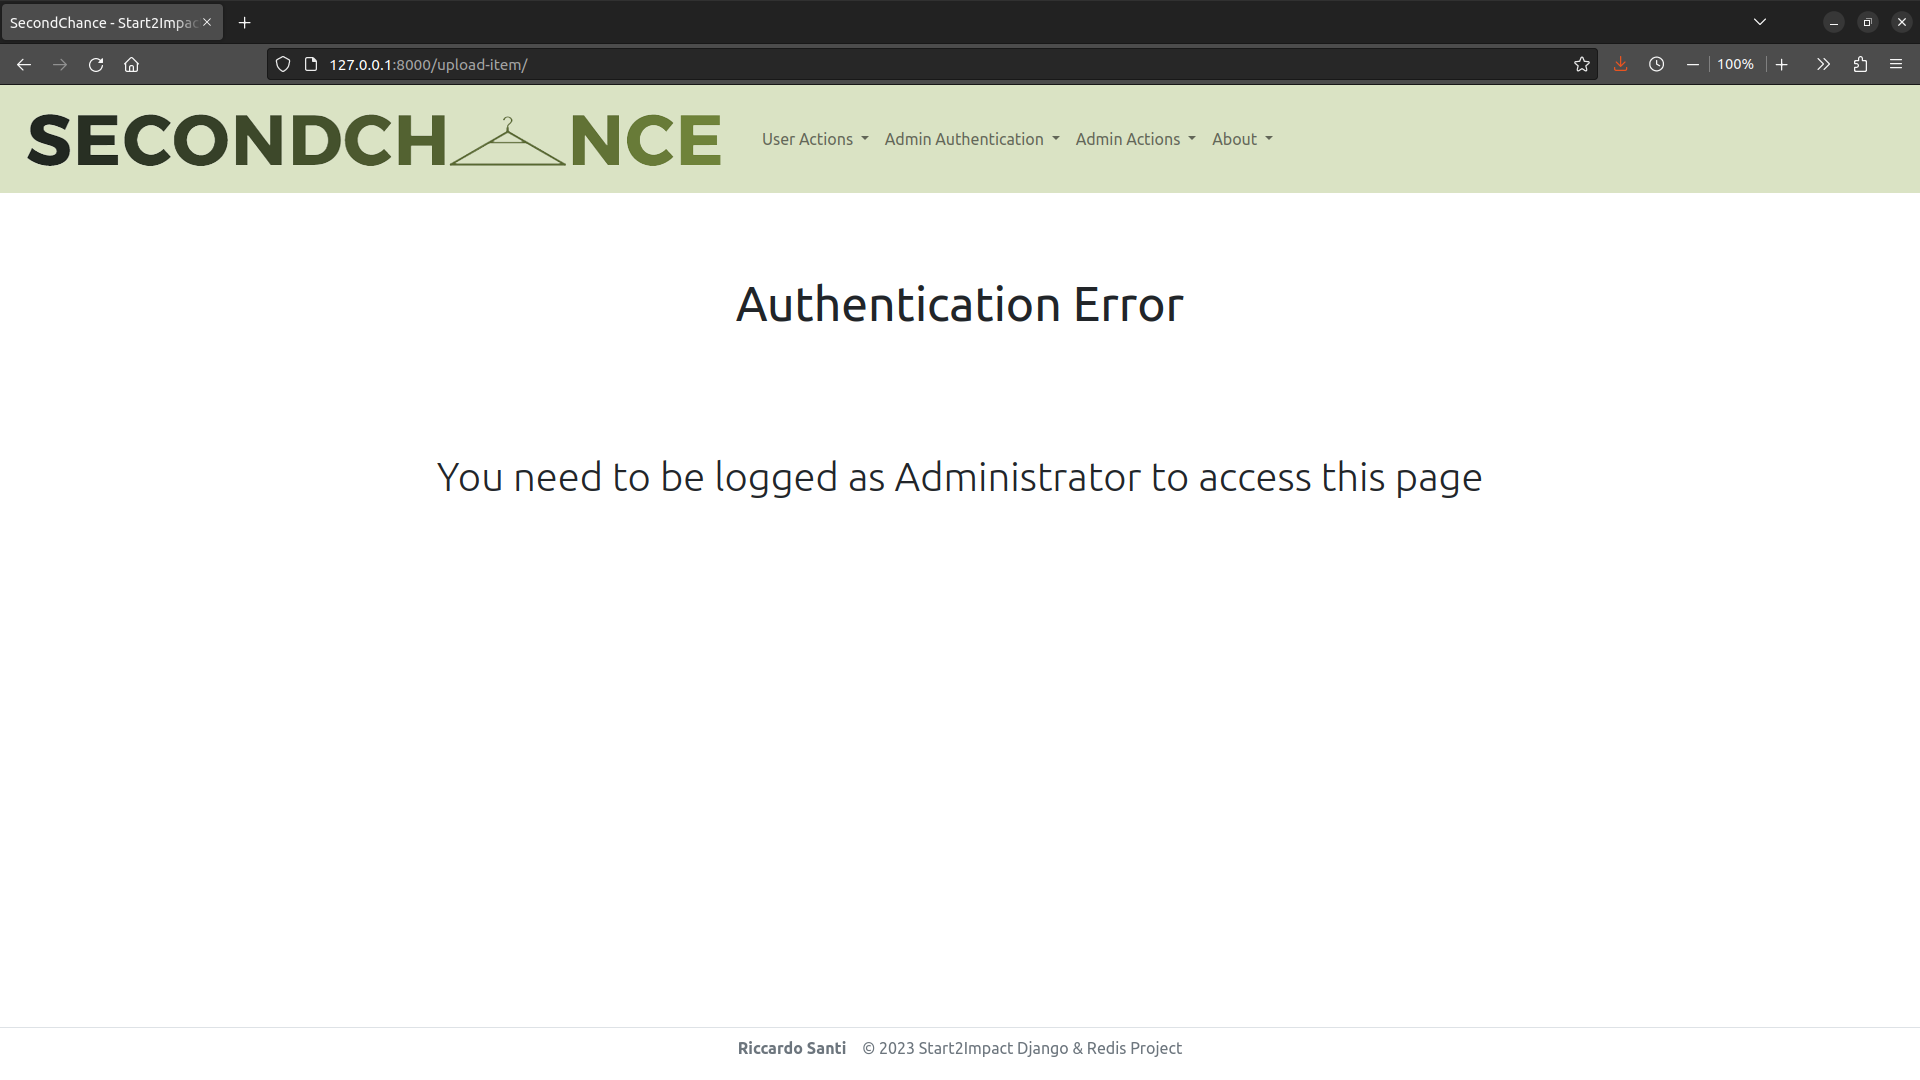 SecondChance - Start2Impac
127.0.0.1:8000/upload-item/
100%
SECONDCH NCE
User Actions
Admin Authentication
Admin Actions
About
Authentication Error
You need to be logged as Administrator to access this page
Riccardo Santi © 2023 Start2Impact Django & Redis Project